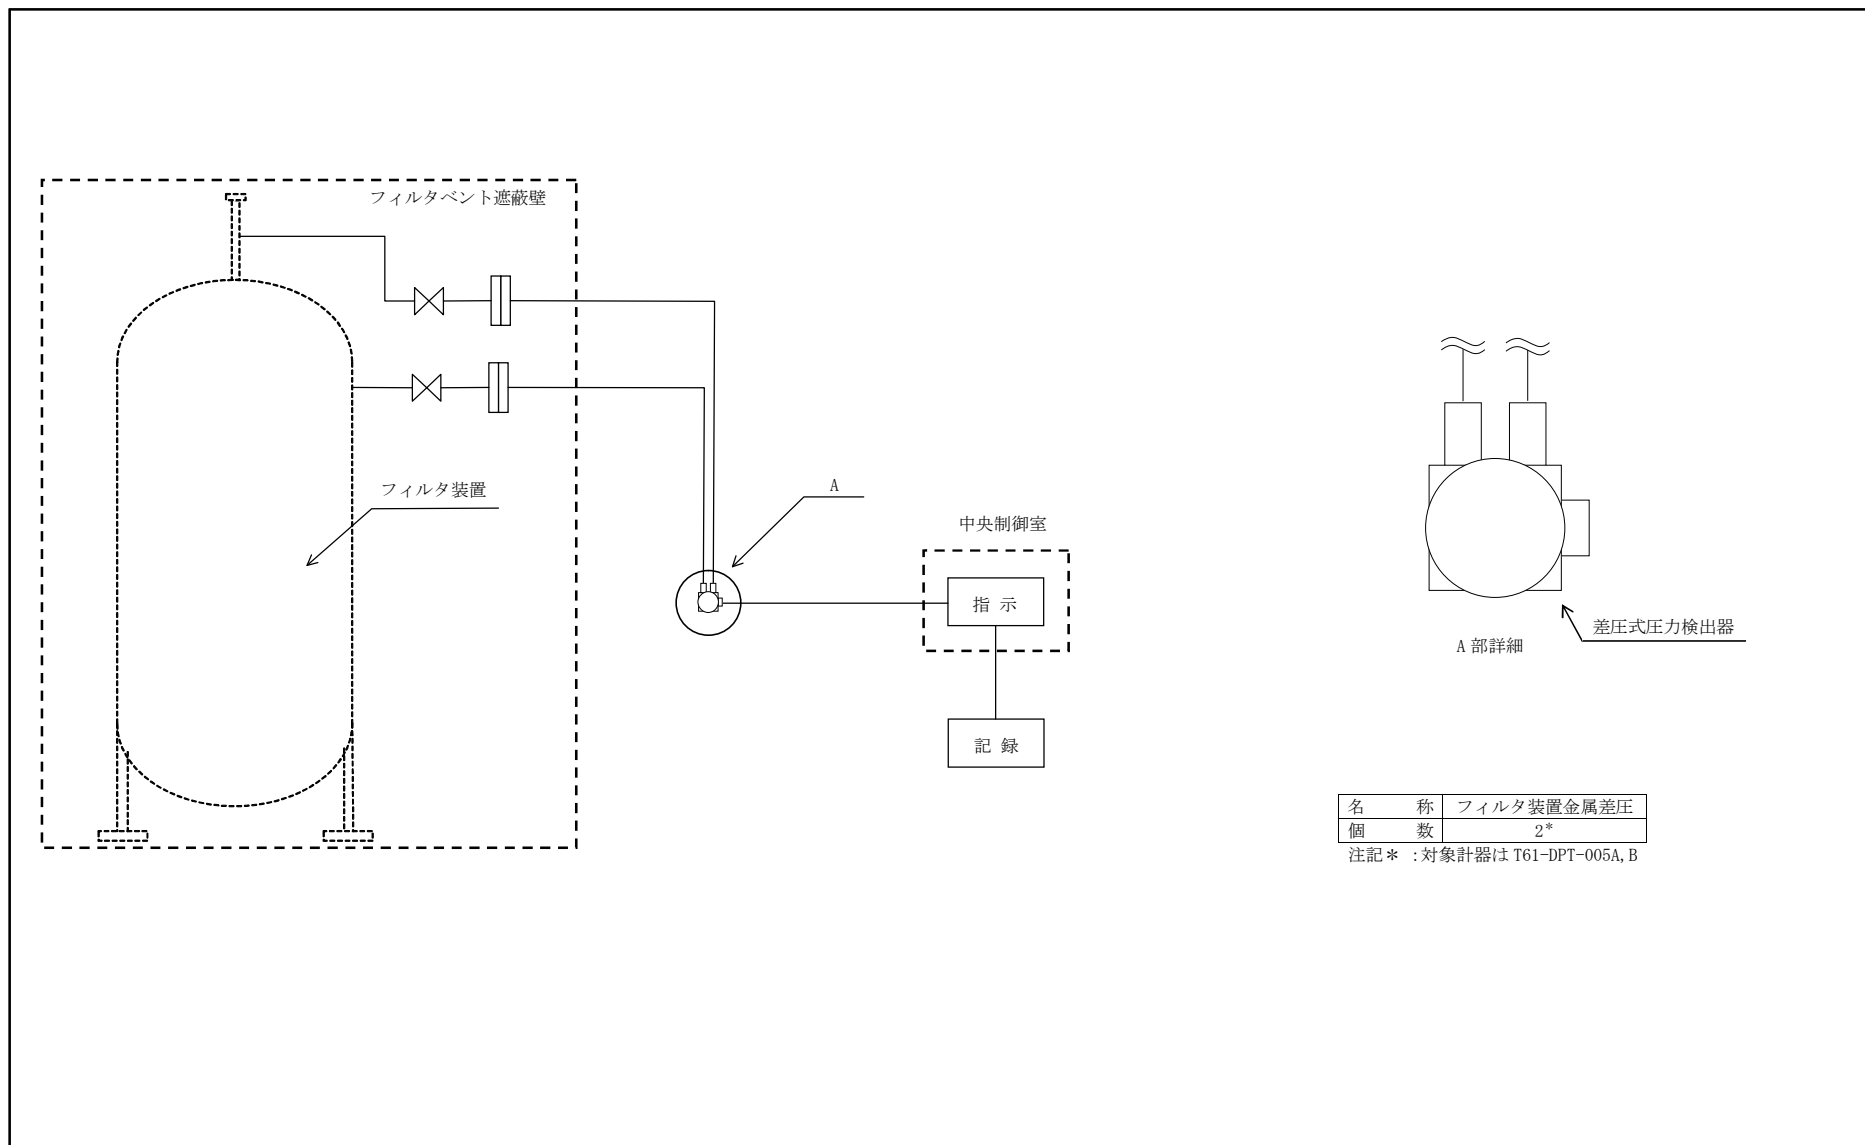 フィルタベント遮蔽壁
フィルタ装置
A
中央制御室
指 示
記 録
差圧式圧力検出器
A 部詳細
名 称 フィルタ装置金属差圧
個 数 2*
注記＊ :対象計器は T61-DPT-005A,B